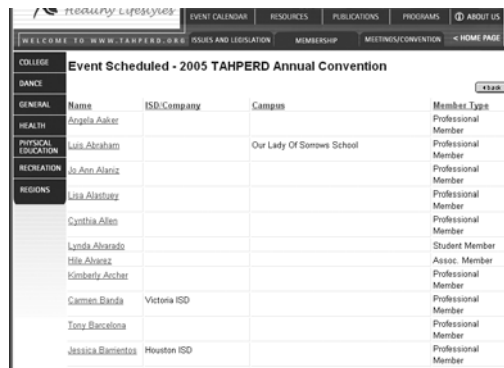 Healthy Lifestyles
EVENT CALENDAR RESOURCES PUBLICATIONS PROGRAMS ABOUT US
WELCOME TO WWW.TAHPERD.ORG ISSUES AND LEGISLATION MEMBERSHIP MEETINGS/CONVENTION < HOME PAGE
COLLEGE
DANCE
GENERAL
HEALTH
PHYSICAL
EDUCATION
RECREATION
REGIONS
Event Scheduled - 2005 TAHPERD Annual Convention
back
Name ISD/Company Campus Member Type
Angela Aaker Professional
Member
Luis Abraham Our Lady Of Sorrows School Professional
Member
Jo Ann Alaniz Professional
Member
Lisa Alastuey Professional
Member
Cynthia Allen Professional
Member
Lynda Alvarado Student Member
Hile Alvarez Assoc. Member
Kimberly Archer Professional
Member
Carmen Banda Victoria ISD Professional
Member
Tony Barcelona Professional
Member
Jessica Barrientos Houston ISD Professional
Member